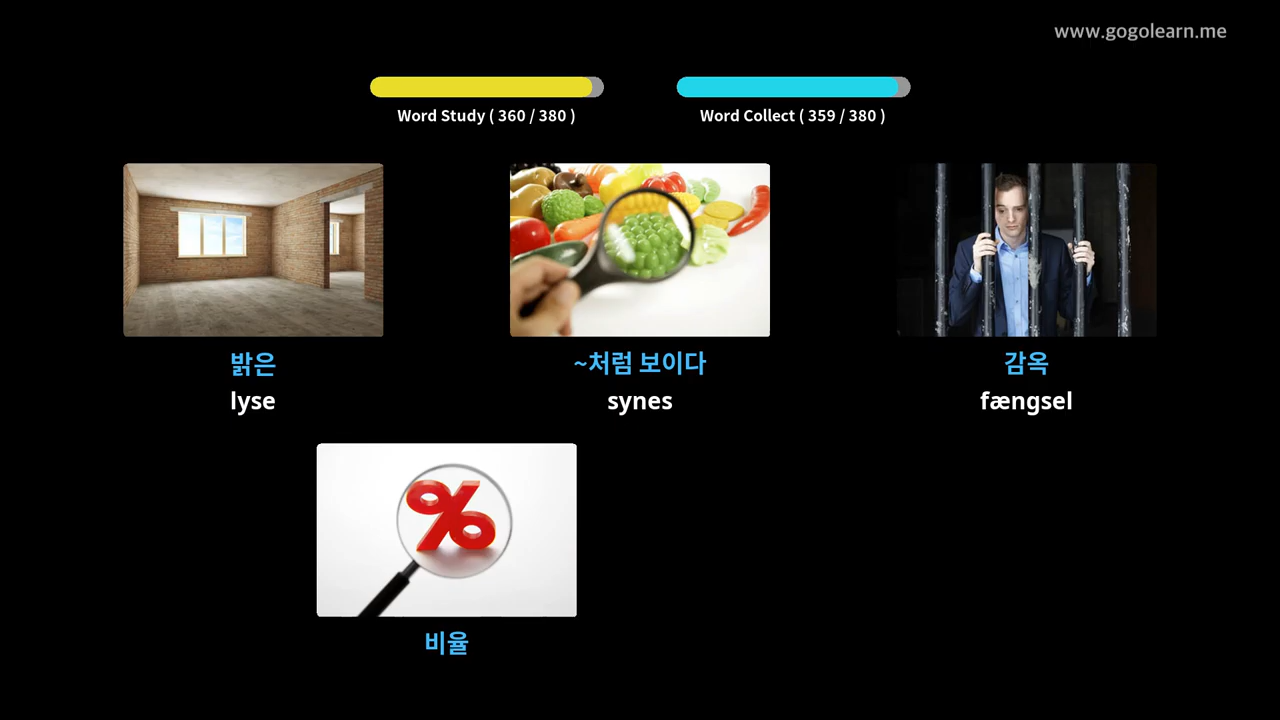 www.gogolearn.me
Word Study ( 360 / 380 )
Word Collect ( 359 / 380 )
밝은
lyse
~처럼 보이다
synes
감옥
fængsel
%
비율